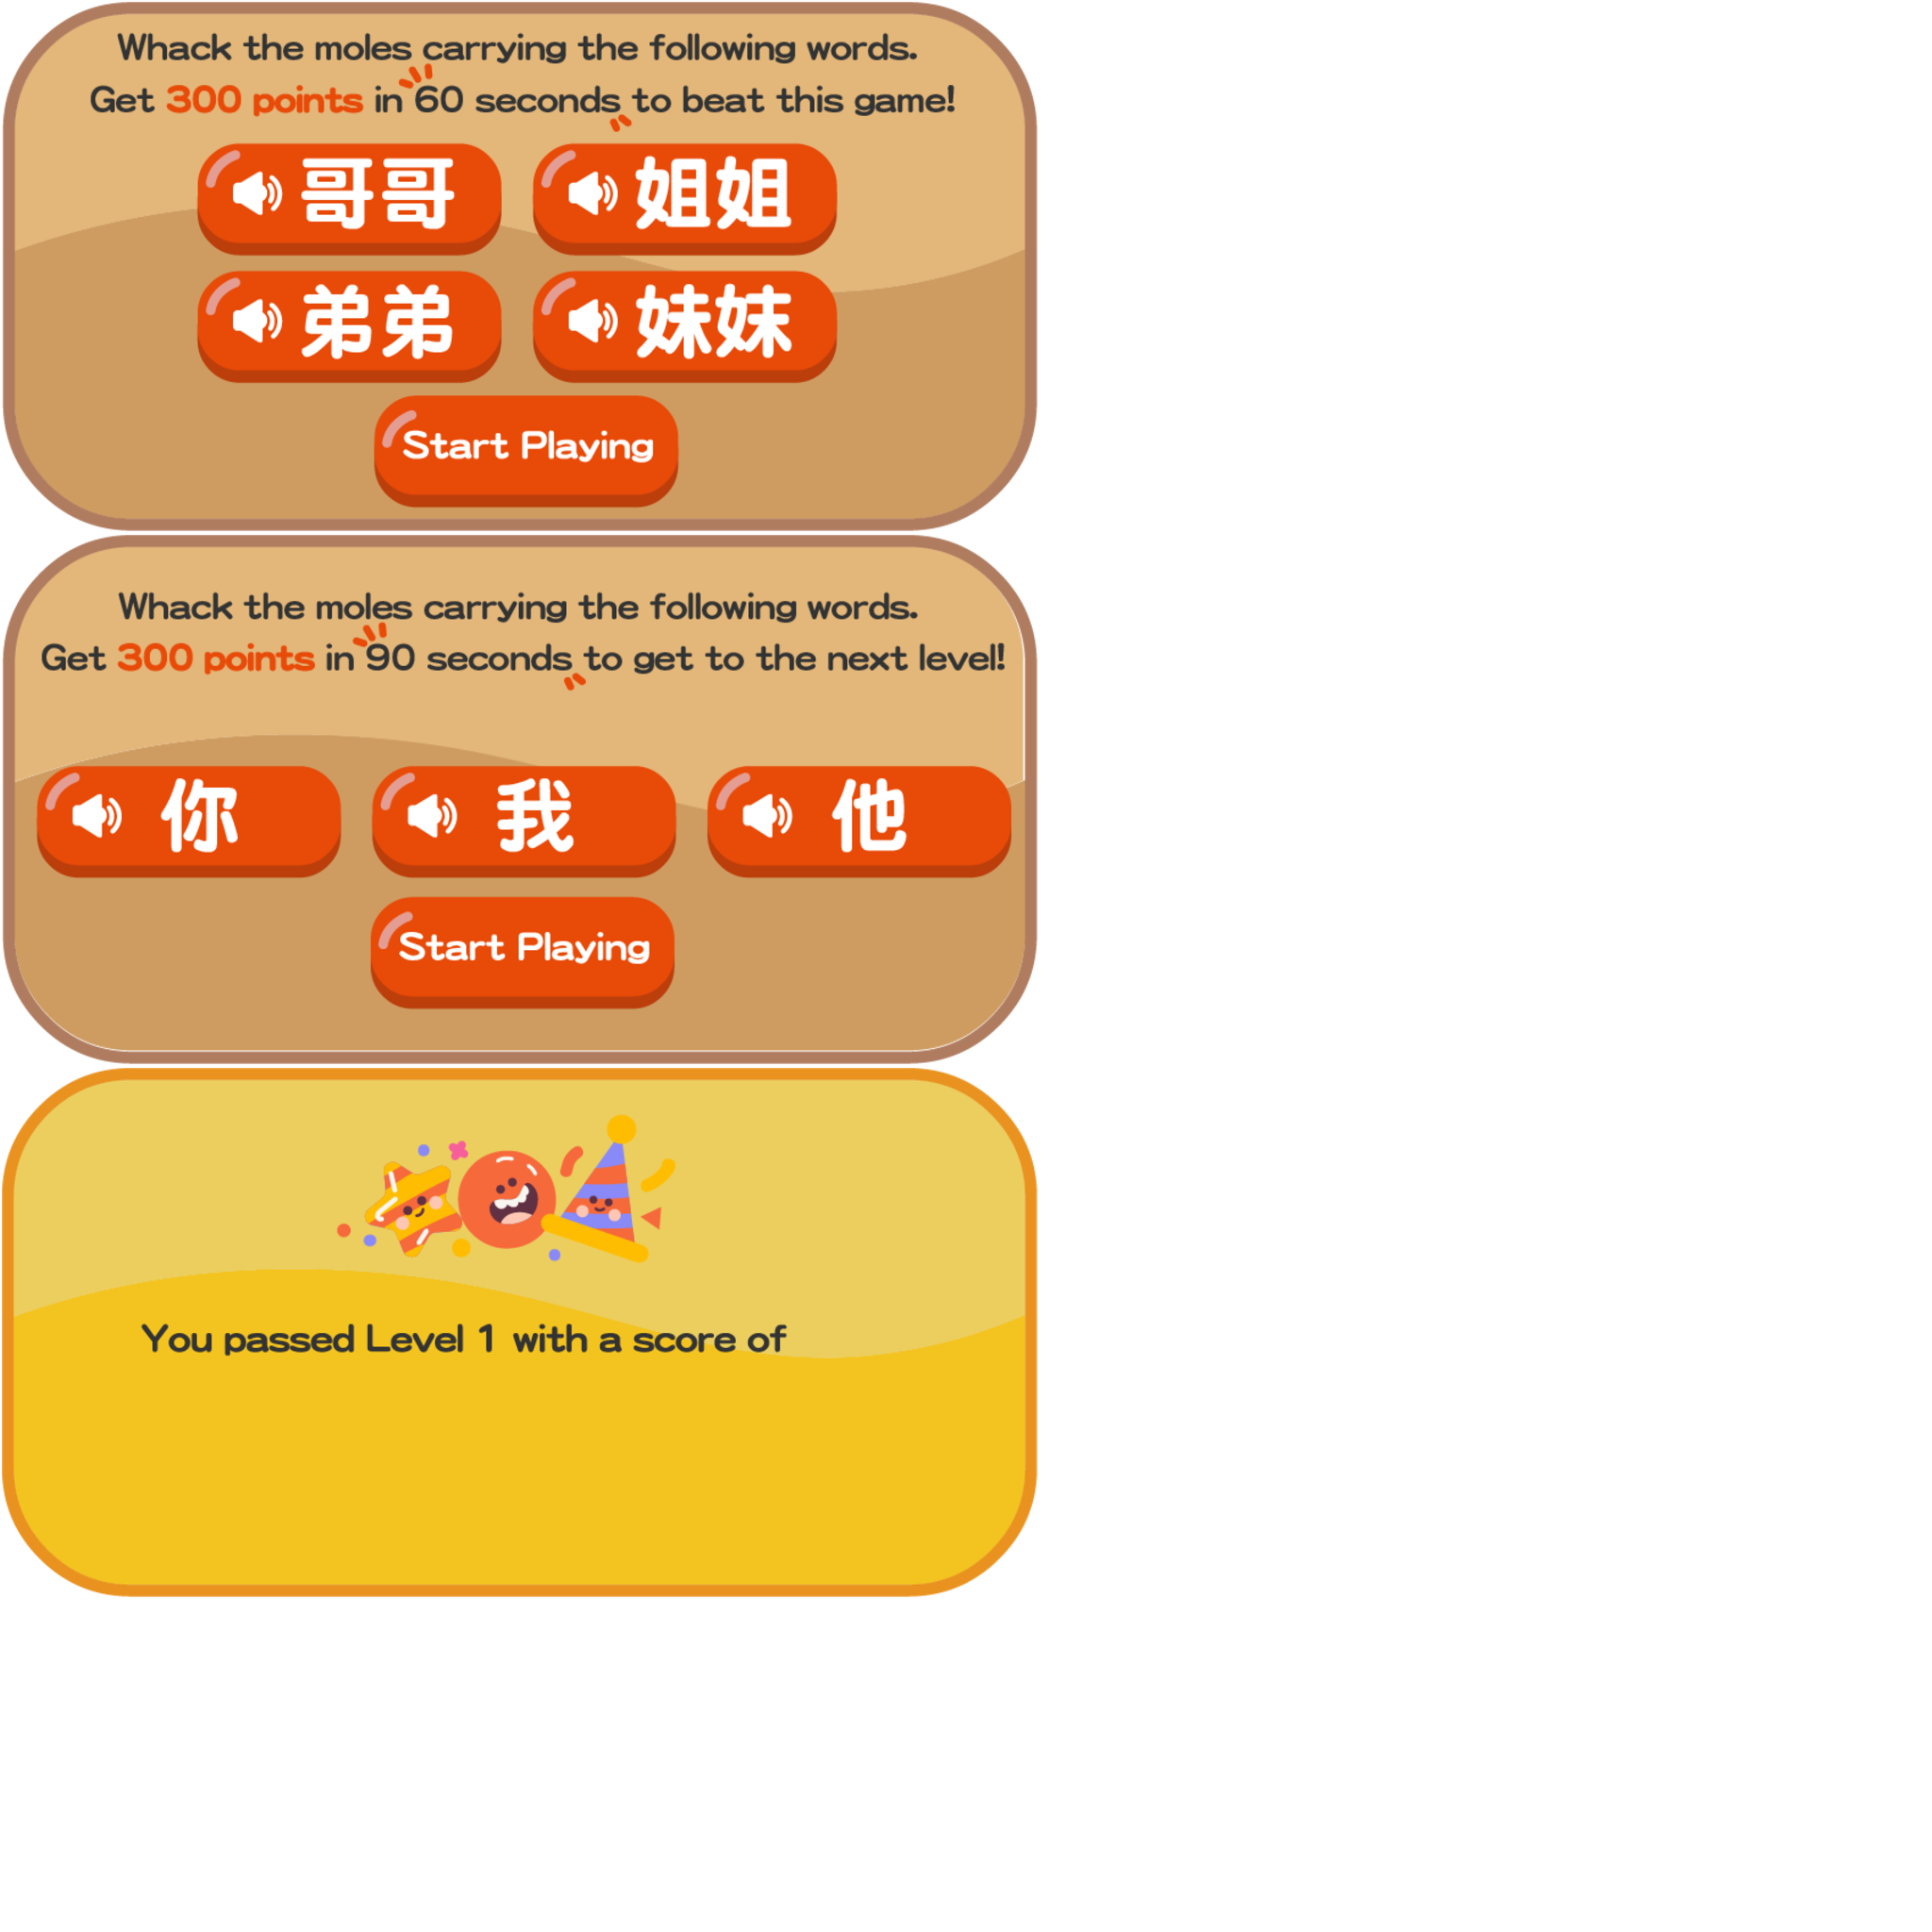 Whack the moles carrying the following words.
Get 300 points in 60 seconds to beat this game!
哥哥 姐姐
弟弟 妹妹
Start Playing
Whack the moles carrying the following words.
Get 300 points in 90 seconds to get to the next level!
你 我 他
Start Playing
You passed Level 1 with a score of